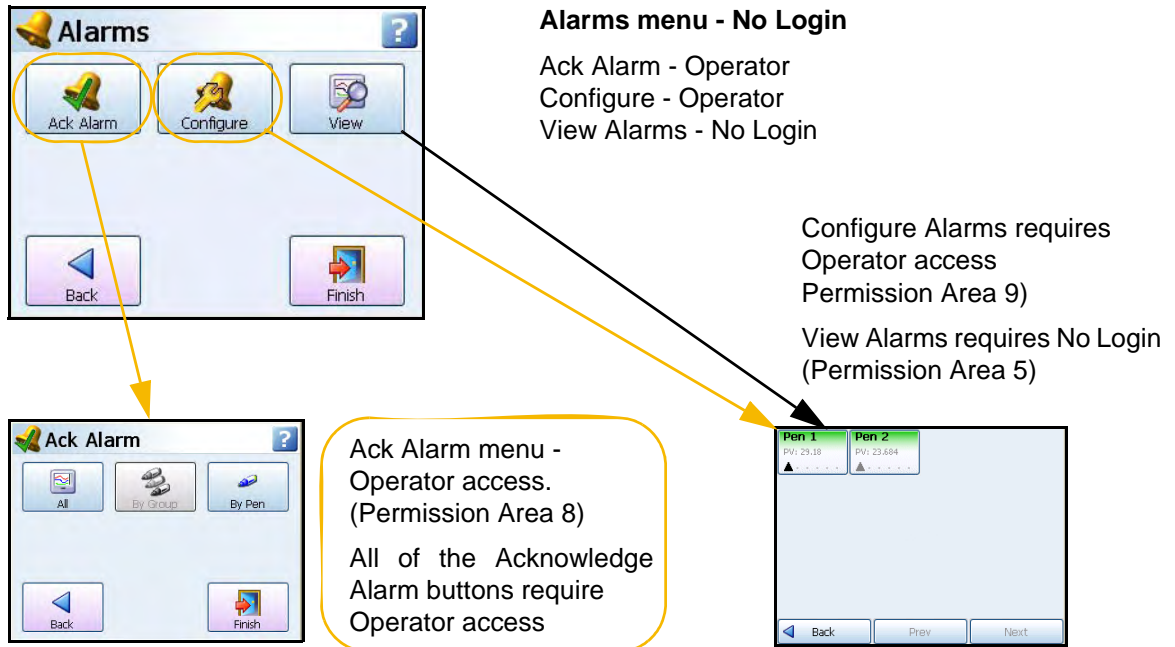 Alarms
?
Ack Alarm
Configure
View
Back
Finish
Alarms menu - No Login
Ack Alarm - Operator
Configure - Operator
View Alarms - No Login
Configure Alarms requires
Operator access
Permission Area 9)
View Alarms requires No Login
(Permission Area 5)
Ack Alarm
?
All
By Group
By Pen
Back
Finish
Ack Alarm menu -
Operator access.
(Permission Area 8)
All of the Acknowledge
Alarm buttons require
Operator access
Pen 1
PV: 29.18
Pen 2
PV: 23.684
Back
Prev
Next